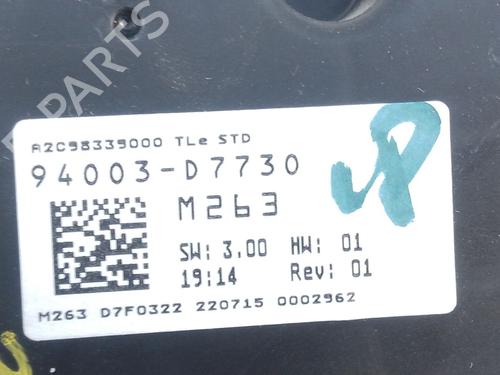 PARTS
A2C98339000 TLe STD
94003-D7730
M263
SW: 3.00 HW: 01
19:14 Rev: 01
M263 D7F0322 220715 0002962